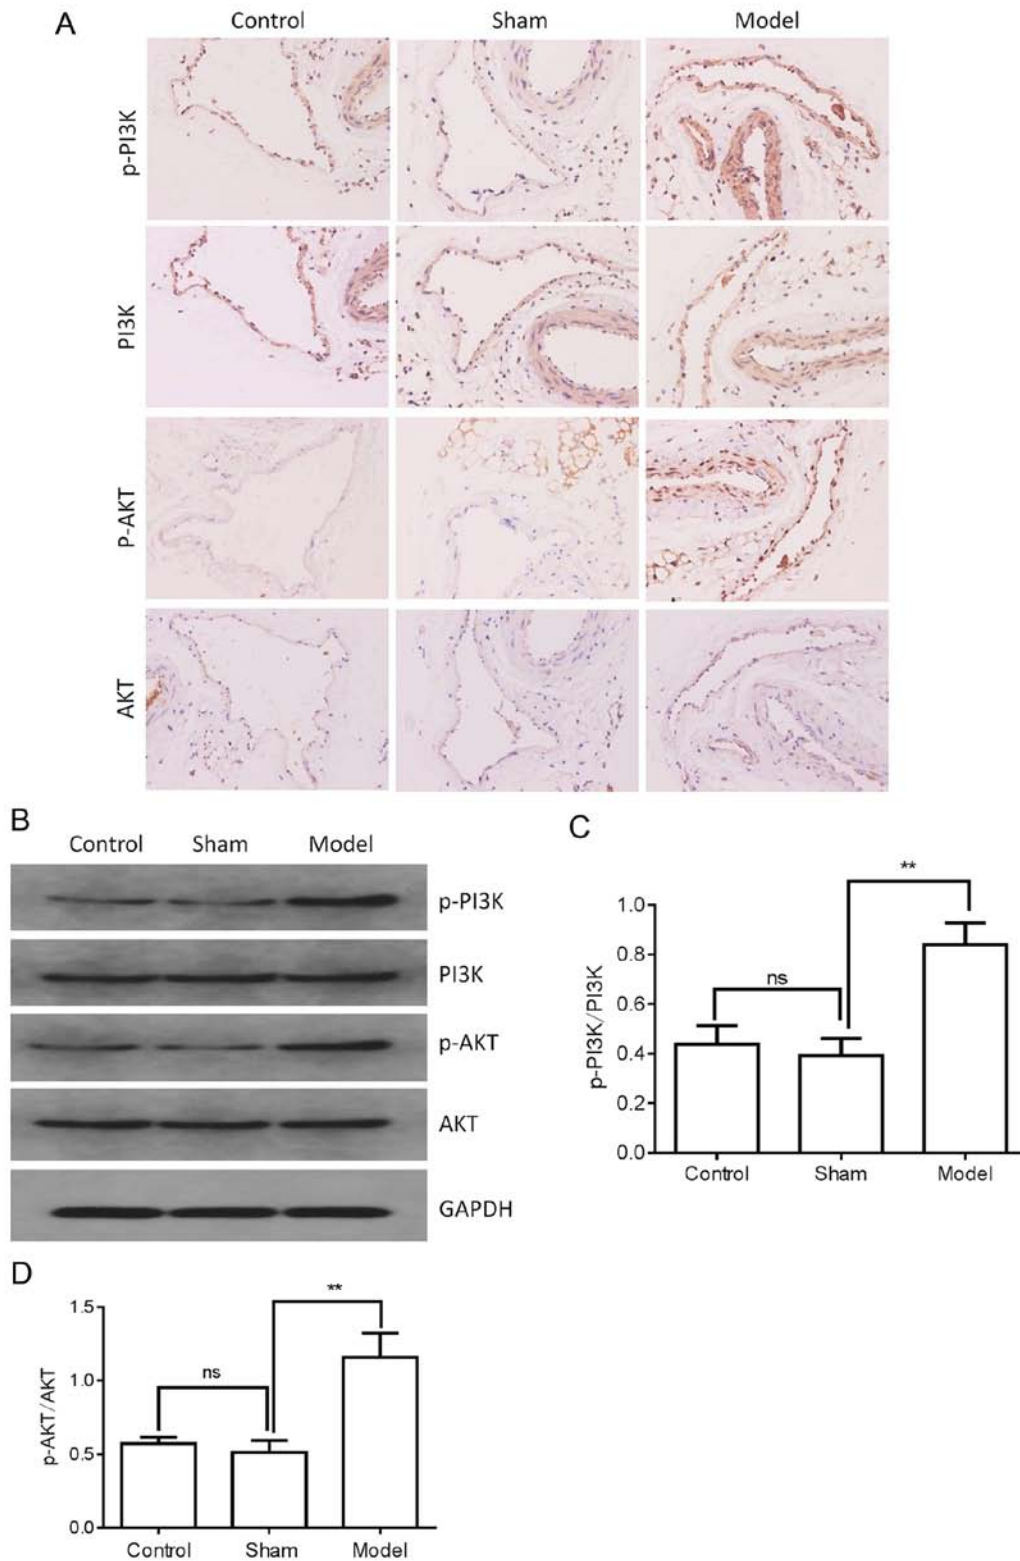 A
Control Sham Model
p-PI3K
PI3K
P-AKT
AKT
B
Control Sham Model
p-PI3K
PI3K
p-AKT
AKT
GAPDH
C
**
ns
1.0
0.8
0.6
0.4
0.2
0.0
p-PI3K/PI3K
Control Sham Model
D
**
ns
1.5
1.0
0.5
0.0
p-AKT/AKT
Control Sham Model